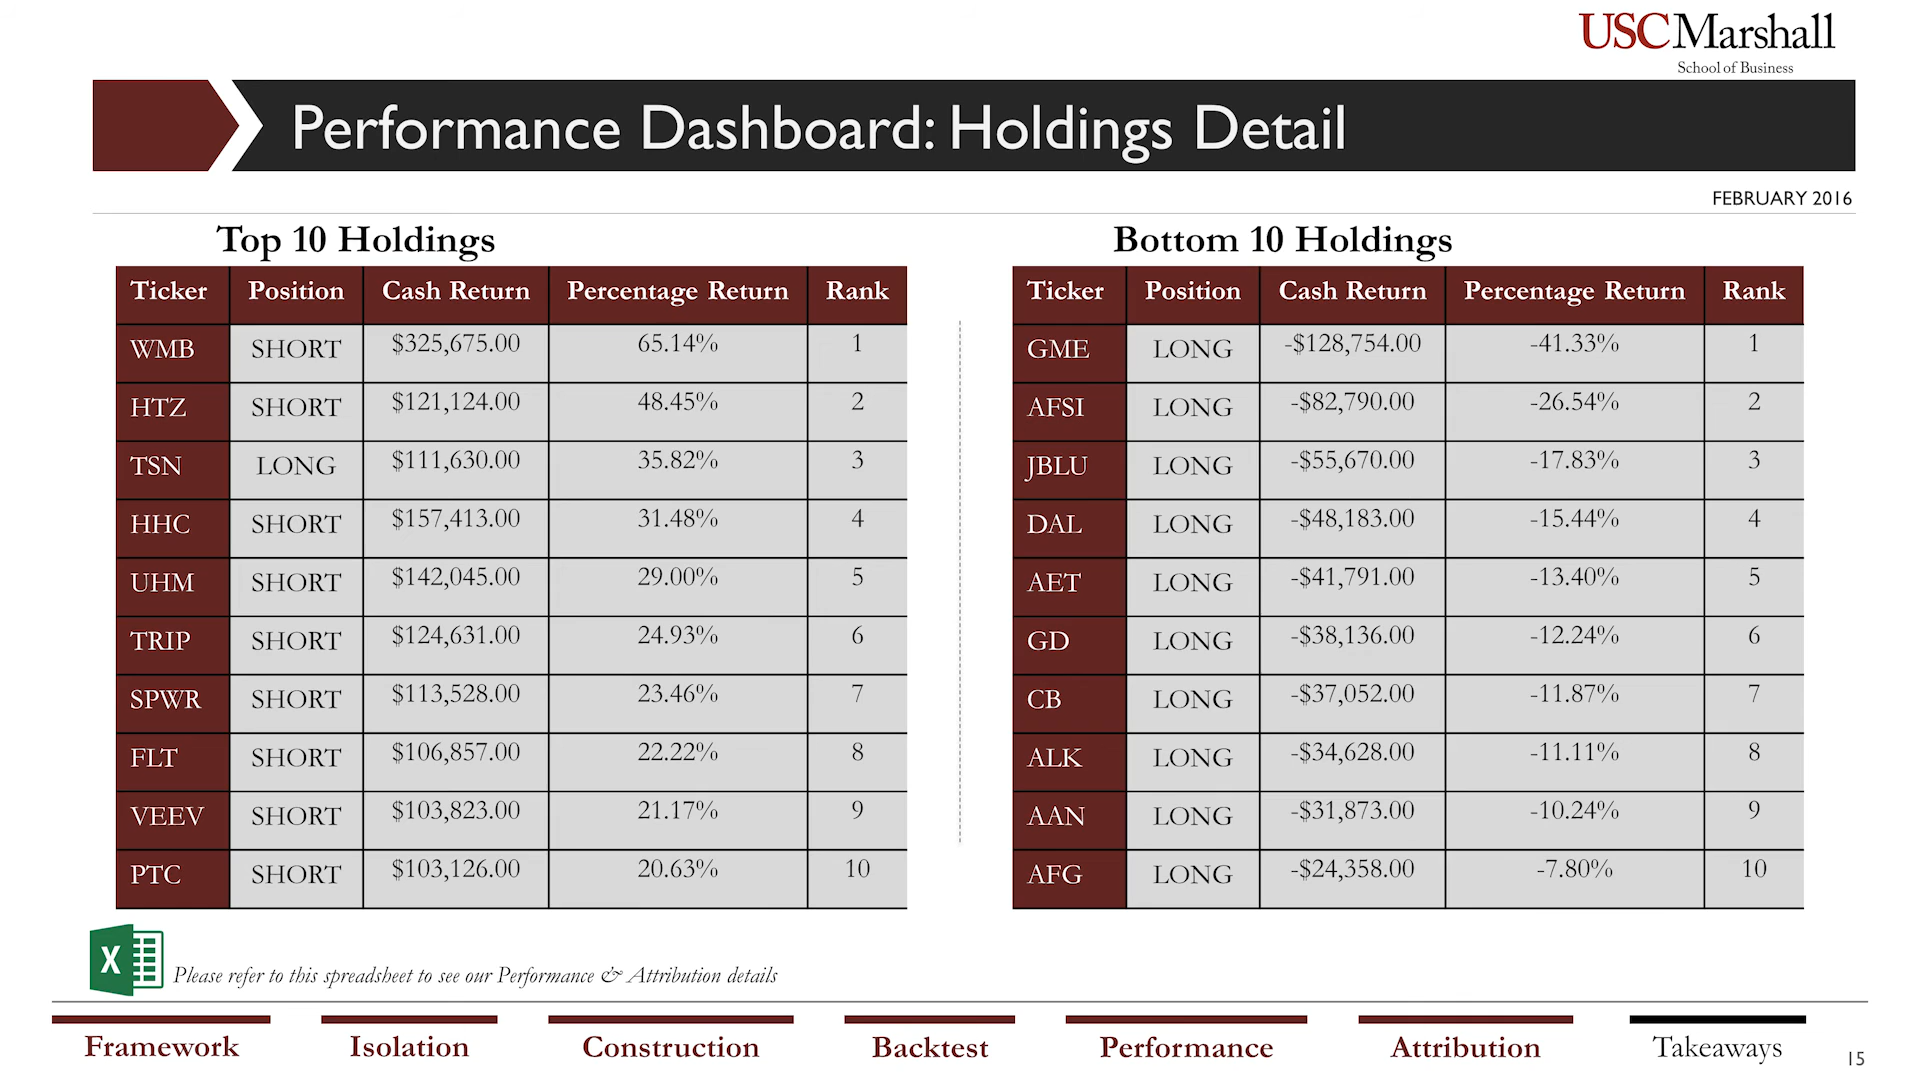 USC Marshall
School of Business
Performance Dashboard: Holdings Detail
FEBRUARY 2016
Top 10 Holdings
Ticker Position Cash Return Percentage Return Rank
WMB SHORT $325,675.00 65.14% 1
HTZ SHORT $121,124.00 48.45% 2
TSN LONG $111,630.00 35.82% 3
HHC SHORT $157,413.00 31.48% 4
UHM SHORT $142,045.00 29.00% 5
TRIP SHORT $124,631.00 24.93% 6
SPWR SHORT $113,528.00 23.46% 7
FLT SHORT $106,857.00 22.22% 8
VEEV SHORT $103,823.00 21.17% 9
PTC SHORT $103,126.00 20.63% 10
Bottom 10 Holdings
Ticker Position Cash Return Percentage Return Rank
GME LONG -$128,754.00 -41.33% 1
AFSI LONG -$82,790.00 -26.54% 2
JBLU LONG -$55,670.00 -17.83% 3
DAL LONG -$48,183.00 -15.44% 4
AET LONG -$41,791.00 -13.40% 5
GD LONG -$38,136.00 -12.24% 6
CB LONG -$37,052.00 -11.87% 7
ALK LONG -$34,628.00 -11.11% 8
AAN LONG -$31,873.00 -10.24% 9
AFG LONG -$24,358.00 -7.80% 10
X
Please refer to this spreadsheet to see our Performance & Attribution details
Framework Isolation Construction Backtest Performance Attribution Takeaways
15